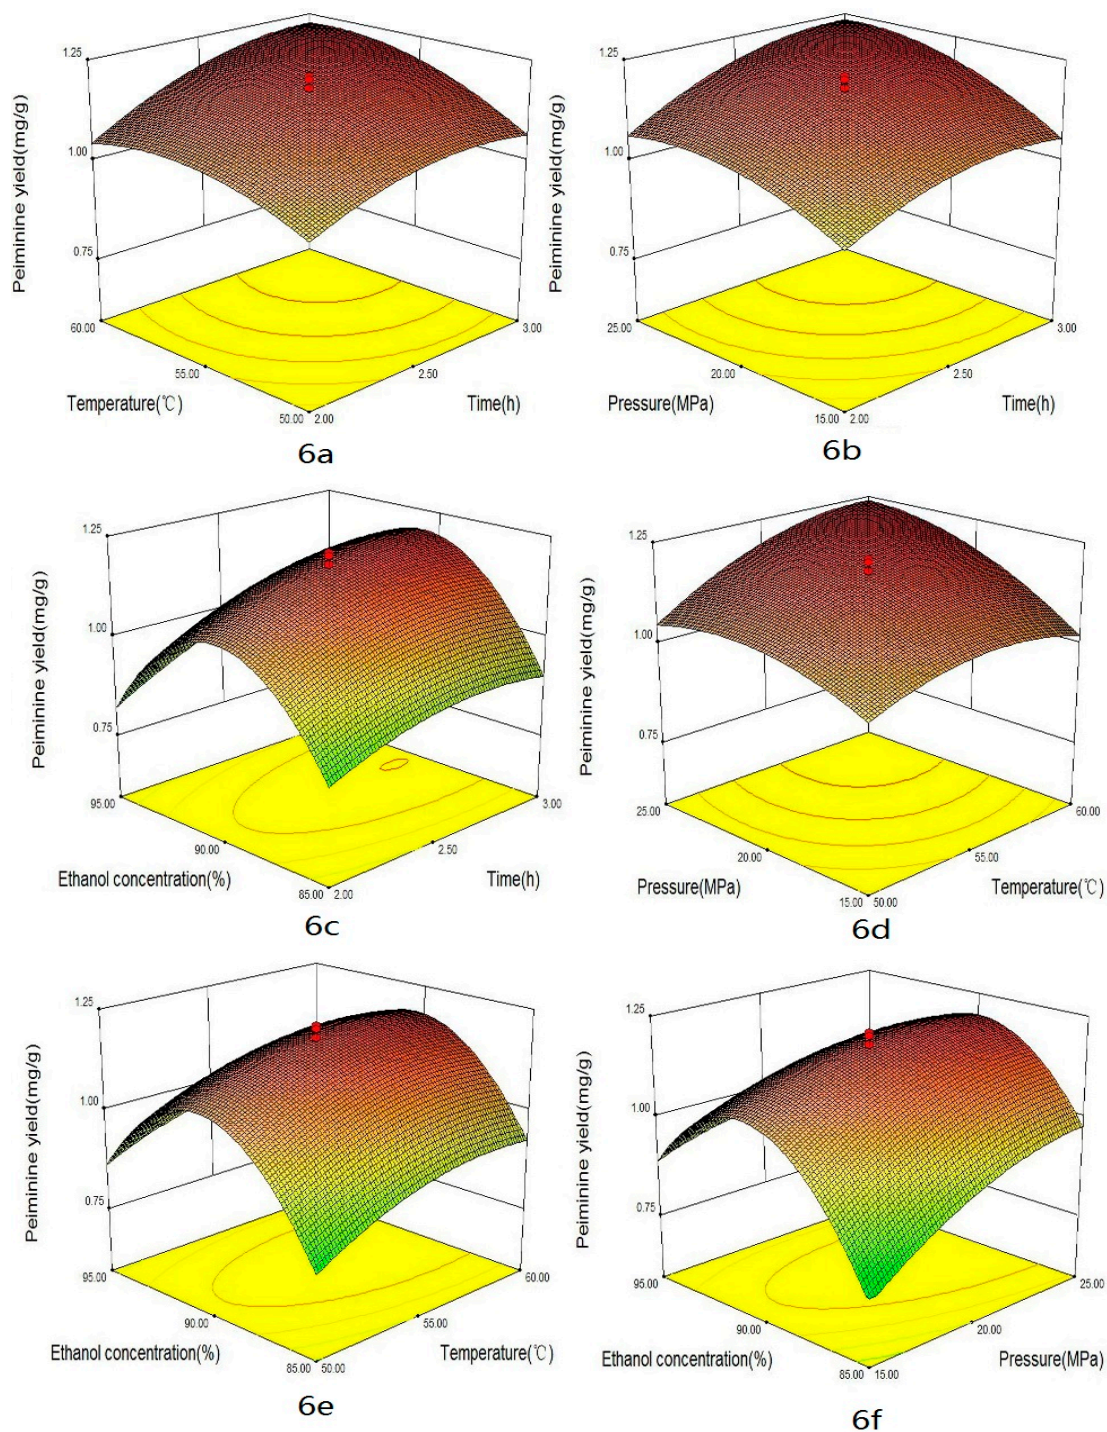 1.25
1.00
0.75
Peiminine yield(mg/g)
60.00
55.00
50.00
2.00
2.50
3.00
Temperature(℃)
Time(h)
6a
1.25
1.00
0.75
Peiminine yield(mg/g)
25.00
20.00
15.00
2.00
2.50
3.00
Pressure(MPa)
Time(h)
6b
1.25
1.00
0.75
Peiminine yield(mg/g)
95.00
90.00
85.00
2.00
2.50
3.00
Ethanol concentration(%)
Time(h)
6c
1.25
1.00
0.75
Peiminine yield(mg/g)
25.00
20.00
15.00
50.00
55.00
60.00
Pressure(MPa)
Temperature(℃)
6d
1.25
1.00
0.75
Peiminine yield(mg/g)
95.00
90.00
85.00
50.00
55.00
60.00
Ethanol concentration(%)
Temperature(℃)
6e
1.25
1.00
0.75
Peiminine yield(mg/g)
95.00
90.00
85.00
15.00
20.00
25.00
Ethanol concentration(%)
Pressure(MPa)
6f